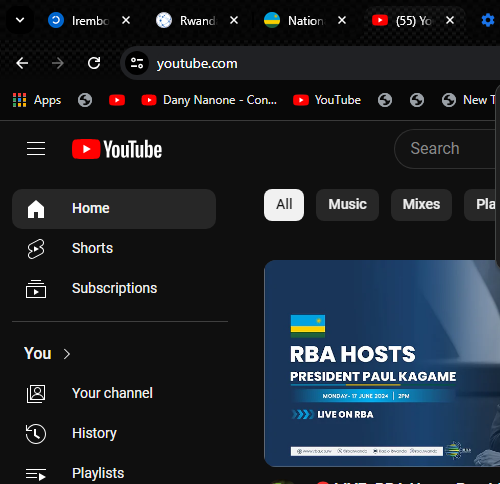 Irembo
Rwand
Nation
(55) Yo
youtube.com
Apps
Dany Nanone - Con...
YouTube
New T
YouTube
Search
Home
All
Music
Mixes
Pla
Shorts
Subscriptions
You
RBA HOSTS
PRESIDENT PAUL KAGAME
MONDAY- 17 JUNE 2024 | 2PM
LIVE ON RBA
Your channel
History
Playlists